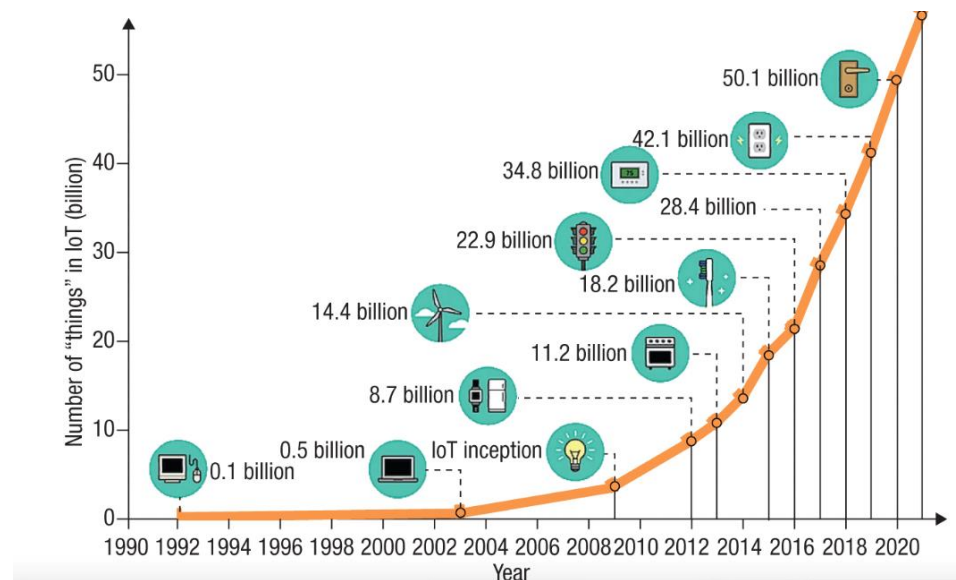 Number of “things” in IoT (billion)
50
40
30
20
10
0
50.1 billion
42.1 billion
34.8 billion
75
28.4 billion
22.9 billion
18.2 billion
14.4 billion
11.2 billion
8.7 billion
IoT inception
0.5 billion
0.1 billion
1990 1992 1994 1996 1998 2000 2002 2004 2006 2008 2010 2012 2014 2016 2018 2020
Year